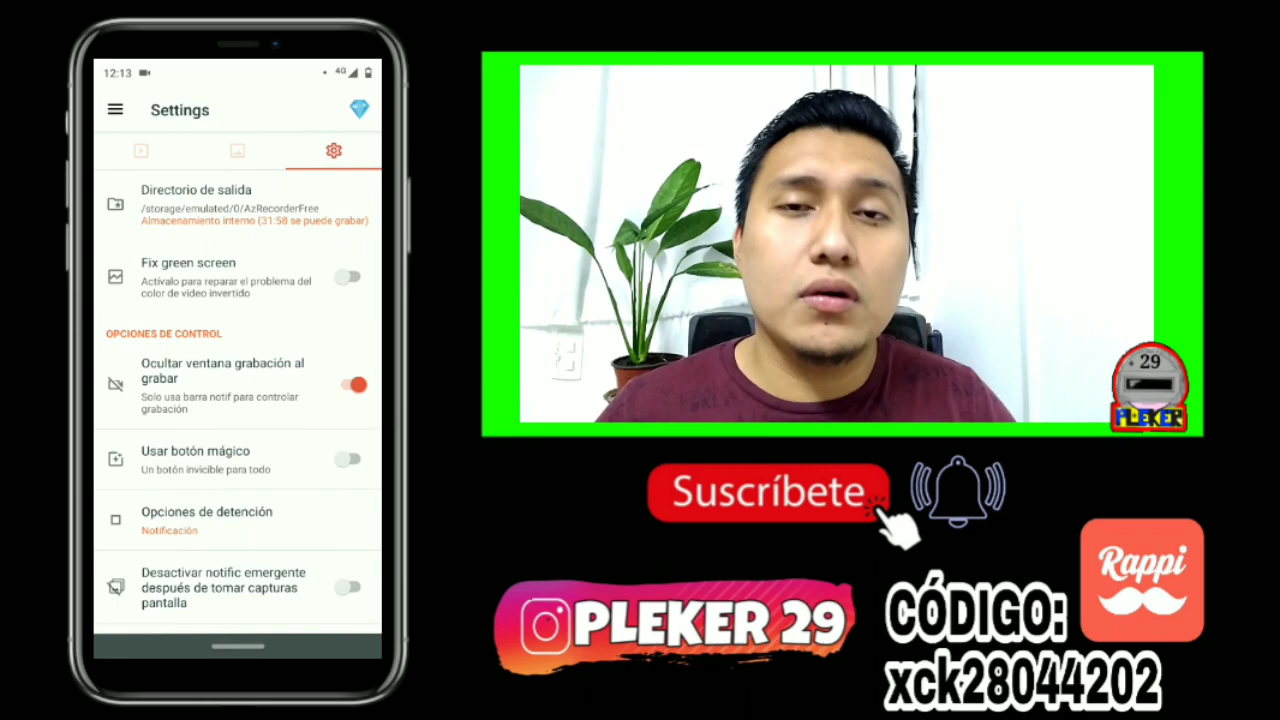 12:13
4G
Settings
Directorio de salida
/storage/emulated/0/AzRecorderFree
Almacenamiento interno (31:58 se puede grabar)
Fix green screen
Actívalo para reparar el problema del
color de video invertido
OPCIONES DE CONTROL
Ocultar ventana grabación al
grabar
Solo usa barra notif para controlar
grabación
Usar botón mágico
Un botón invicible para todo
Opciones de detención
Notificación
Desactivar notific emergente
después de tomar capturas
pantalla
29
PLEKER
Suscríbete
PLEKER 29
Rappi
CÓDIGO:
xck28044202